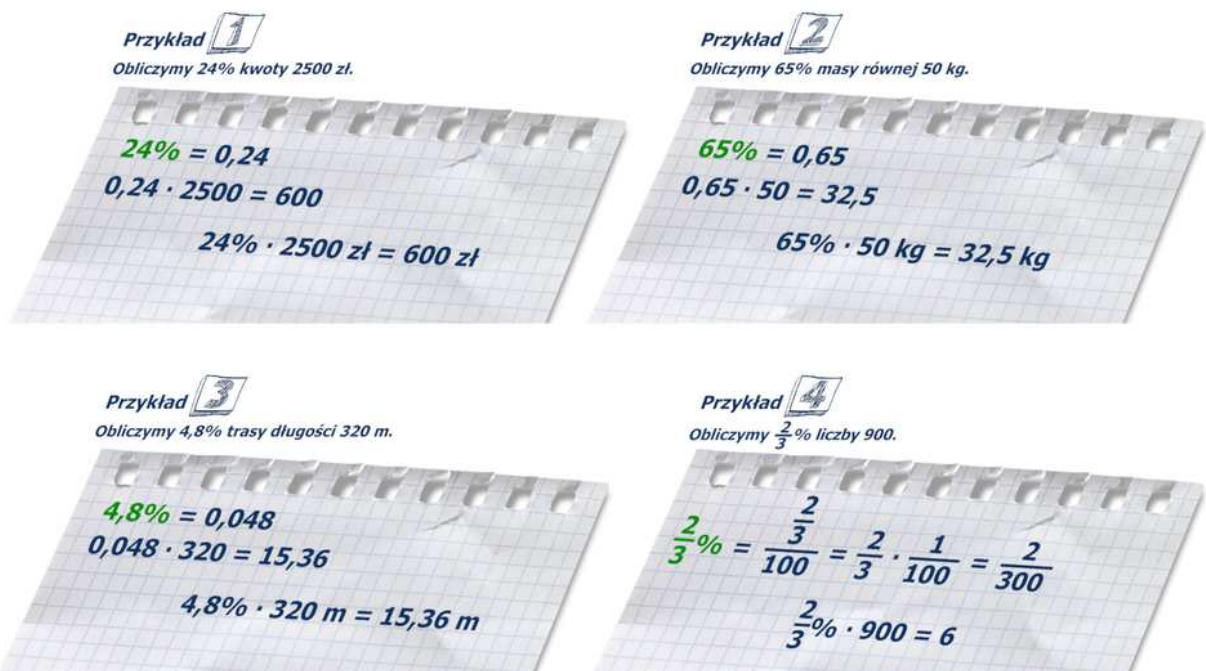 Przykład 1
Obliczymy 24% kwoty 2500 zł.
24% = 0,24
0,24 · 2500 = 600
24% · 2500 zł = 600 zł
Przykład 2
Obliczymy 65% masy równej 50 kg.
65% = 0,65
0,65 · 50 = 32,5
65% · 50 kg = 32,5 kg
Przykład 3
Obliczymy 4,8% trasy długości 320 m.
4,8% = 0,048
0,048 · 320 = 15,36
4,8% · 320 m = 15,36 m
Przykład 4
Obliczymy 2/3% liczby 900.
2/3% = (2/3)/100 = 2/3 · 1/100 = 2/300
2/3% · 900 = 6